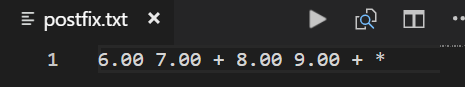 postfix.txt
1 6.00 7.00 + 8.00 9.00 + *